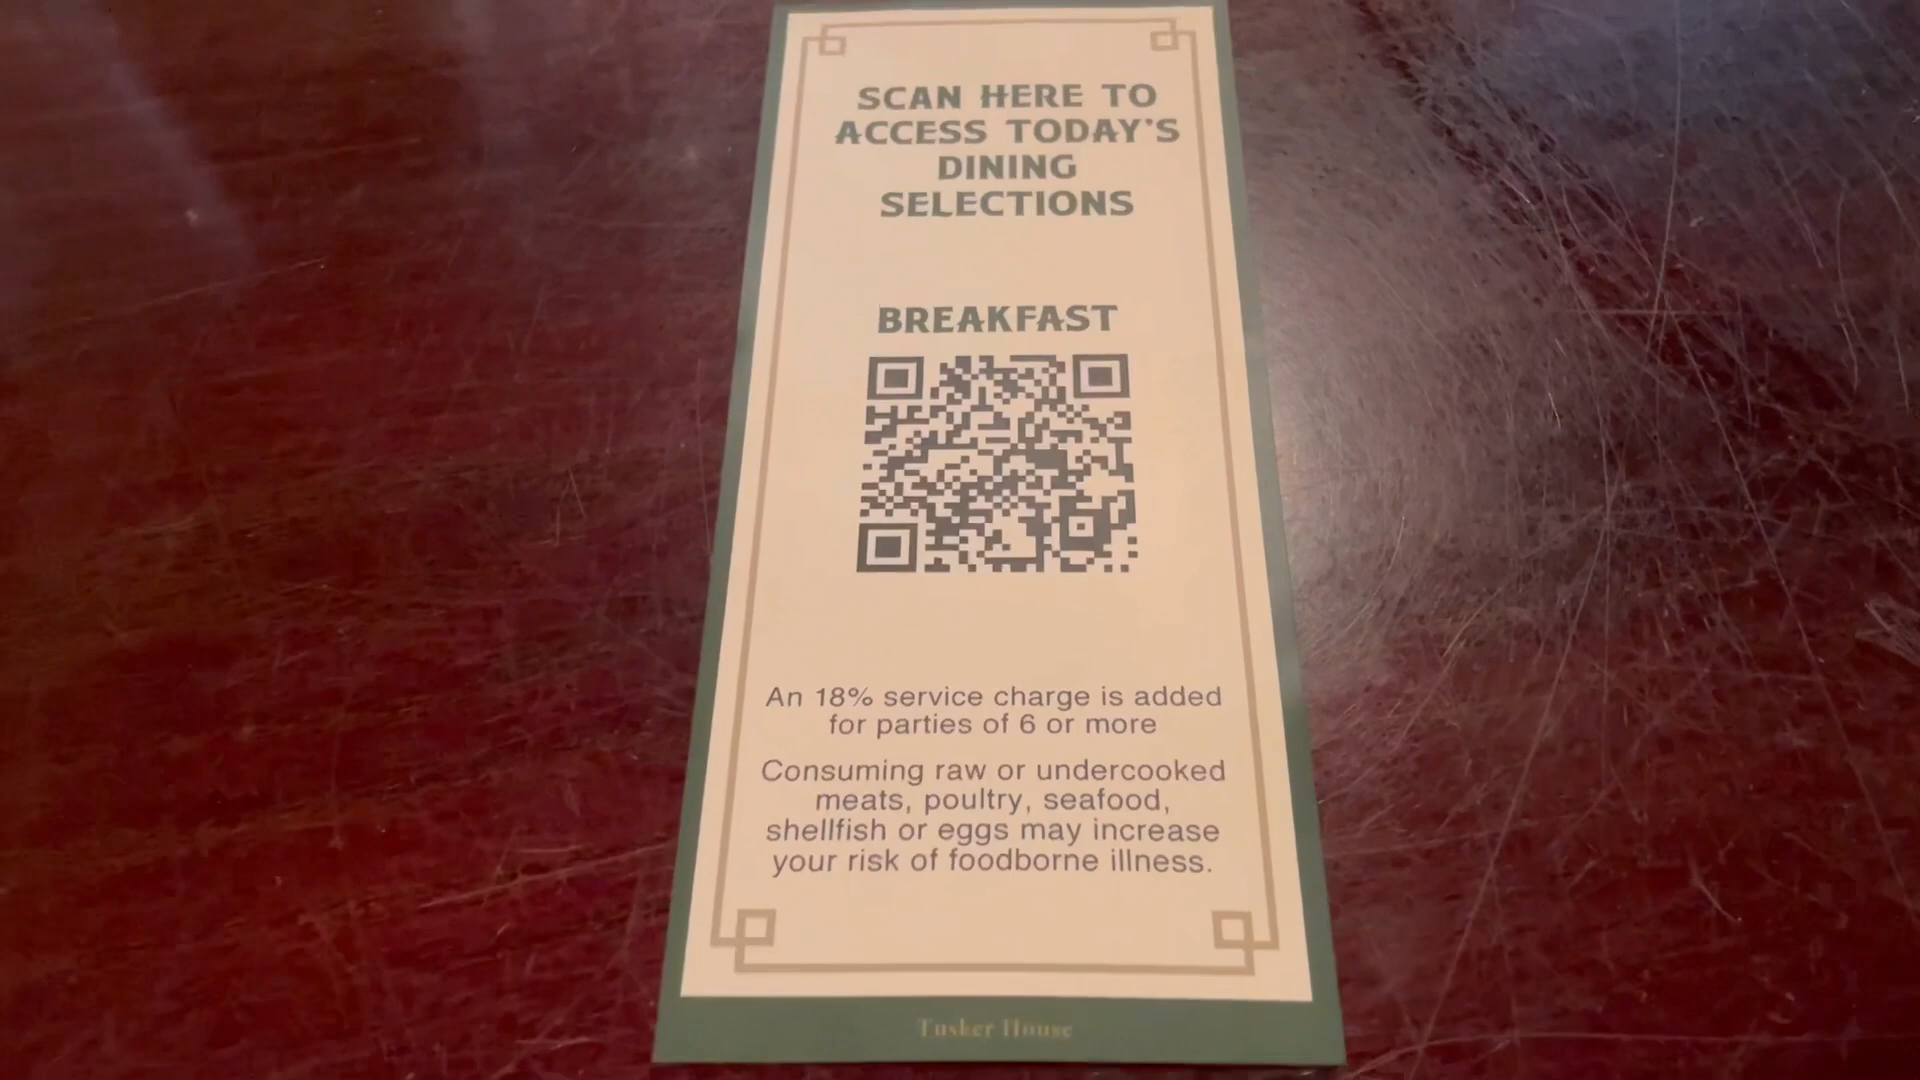 SCAN HERE TO
ACCESS TODAY'S
DINING
SELECTIONS
BREAKFAST
An 18% service charge is added
for parties of 6 or more
Consuming raw or undercooked
meats, poultry, seafood,
shellfish or eggs may increase
your risk of foodborne illness.
Tusker House